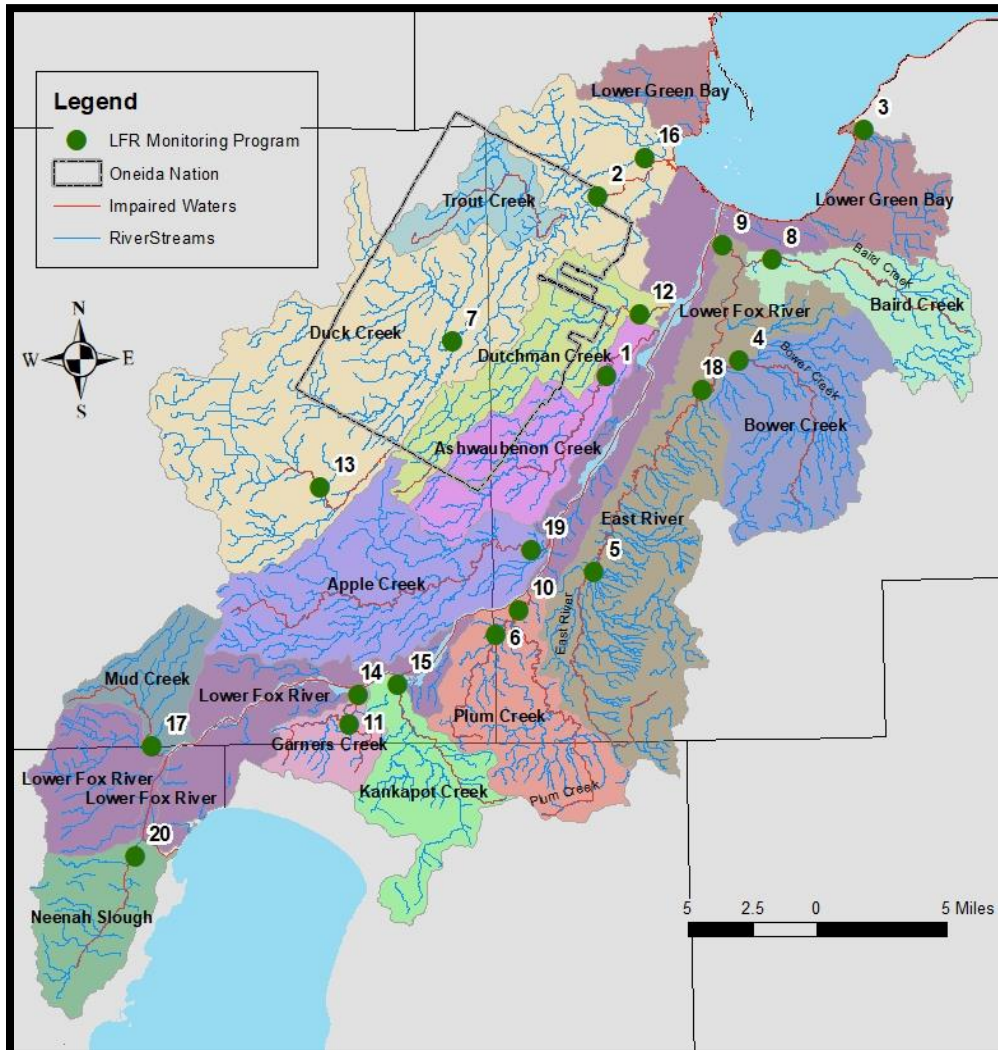 Legend
LFR Monitoring Program
Oneida Nation
Impaired Waters
RiverStreams
N
W E
S
Lower Green Bay
3
16
2
Trout Creek
Lower Green Bay
9
8
Baird Creek
Baird Creek
12
Lower Fox River
Duck Creek
7
Dutchman Creek
1
4
18
Bower Creek
Bower Creek
Ashwaubenon Creek
13
East River
19
5
Apple Creek
10
East River
6
Mud Creek
14
15
Lower Fox River
11
Plum Creek
17
Garners Creek
Lower Fox River
Kankapot Creek
Plum Creek
Lower Fox River
20
Neenah Slough
5 2.5 0 5 Miles